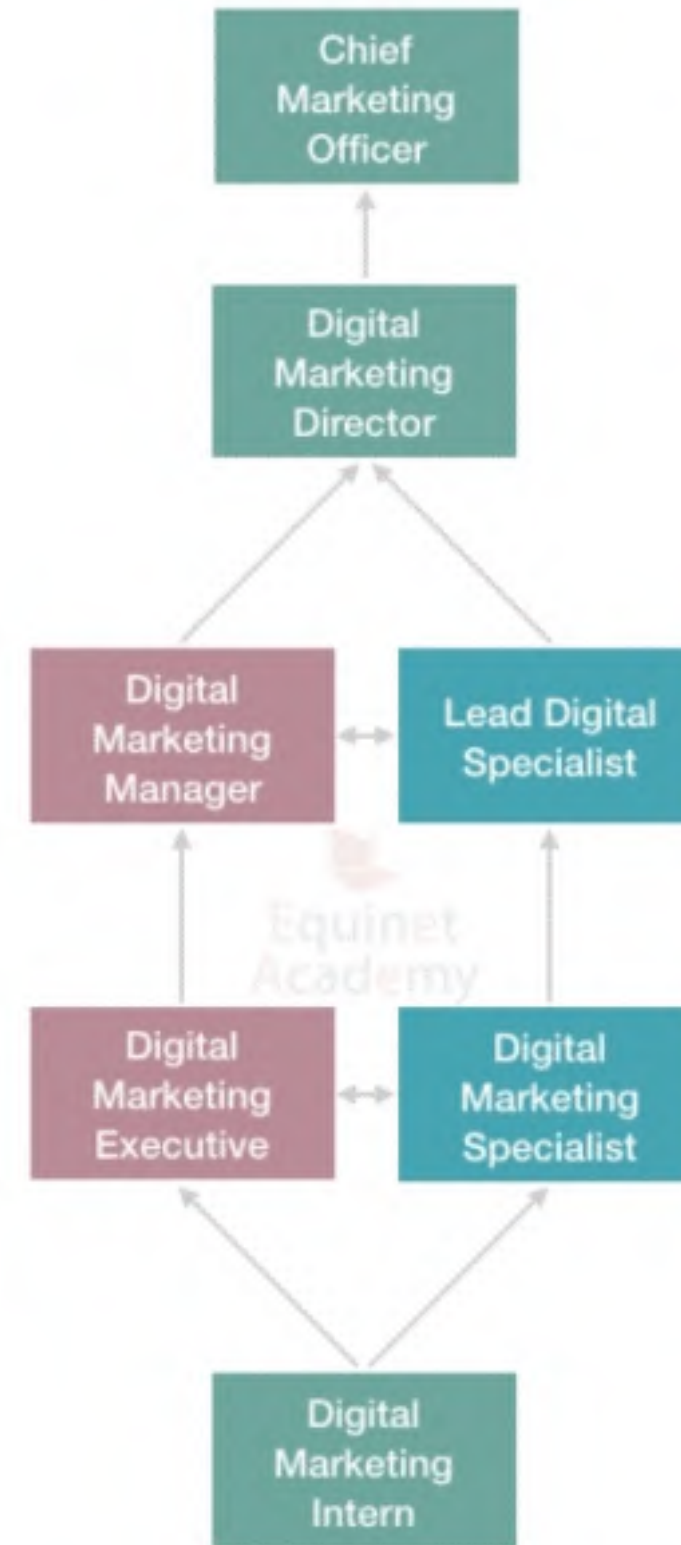 Chief
Marketing
Officer
Digital
Marketing
Director
Digital
Marketing
Manager
Lead Digital
Specialist
Equinet
Academy
Digital
Marketing
Executive
Digital
Marketing
Specialist
Digital
Marketing
Intern